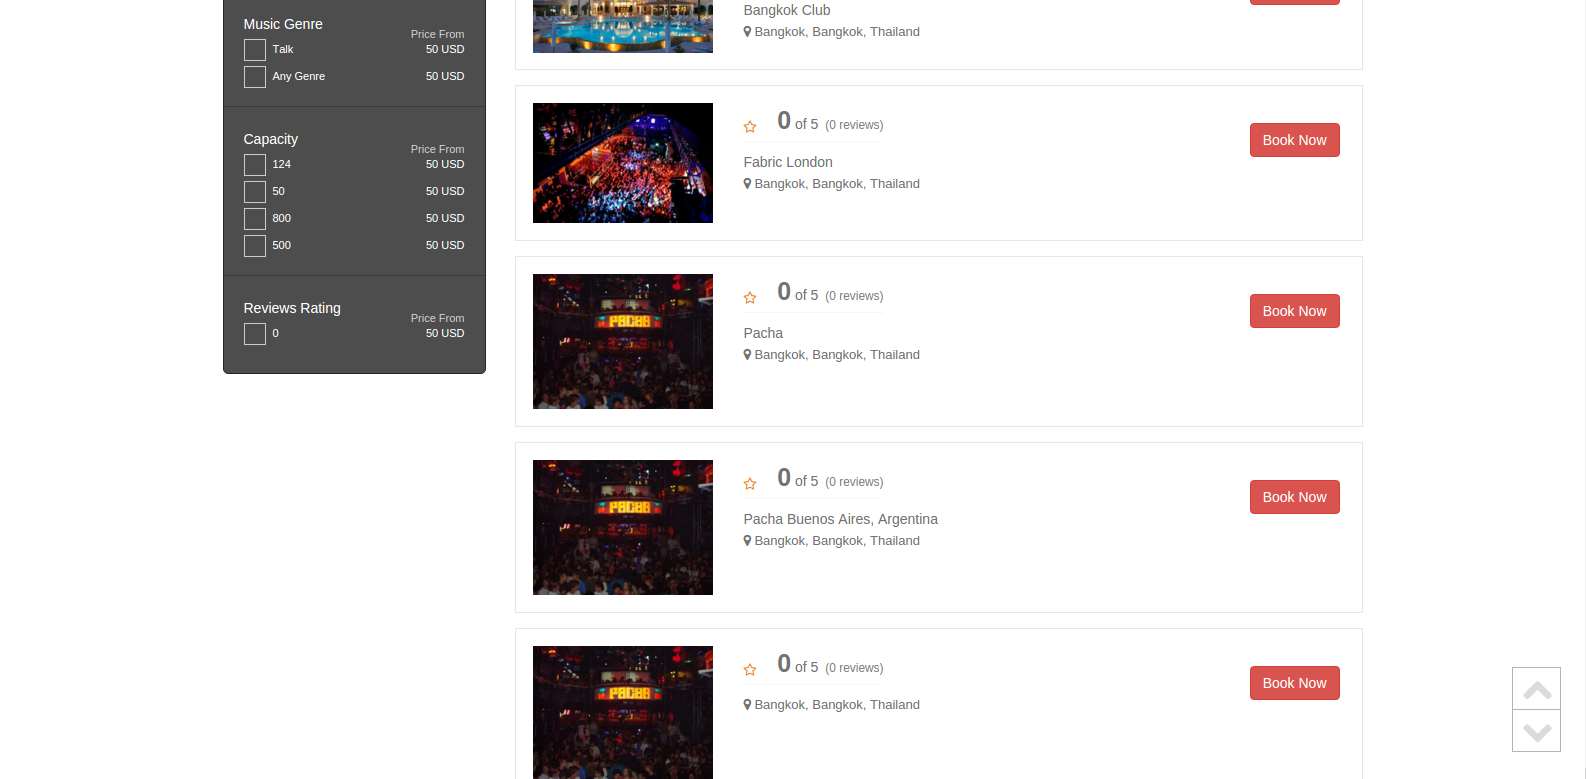 Music Genre
Price From
Talk 50 USD
Any Genre 50 USD
Capacity
Price From
124 50 USD
50 50 USD
800 50 USD
500 50 USD
Reviews Rating
Price From
0 50 USD
Bangkok Club
Bangkok, Bangkok, Thailand
0 of 5 (0 reviews)
Book Now
Fabric London
Bangkok, Bangkok, Thailand
0 of 5 (0 reviews)
Book Now
Pacha
Bangkok, Bangkok, Thailand
0 of 5 (0 reviews)
Book Now
Pacha Buenos Aires, Argentina
Bangkok, Bangkok, Thailand
0 of 5 (0 reviews)
Book Now
Bangkok, Bangkok, Thailand